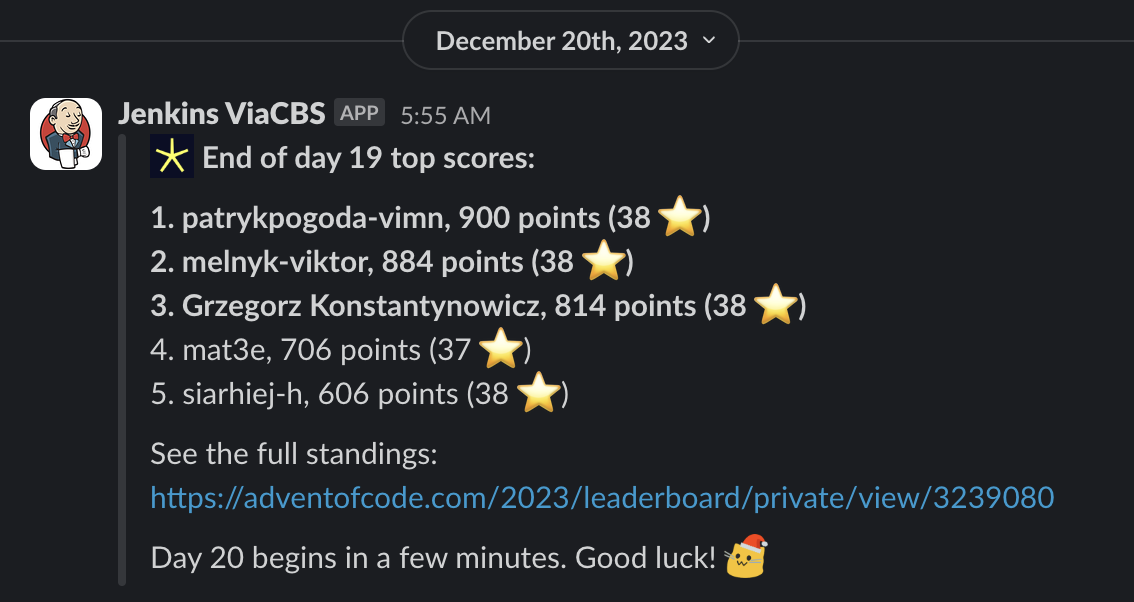 December 20th, 2023
Jenkins ViaCBS APP 5:55 AM
End of day 19 top scores:
1. patrykpogoda-vimn, 900 points (38 ⭐)
2. melnyk-viktor, 884 points (38 ⭐)
3. Grzegorz Konstantynowicz, 814 points (38 ⭐)
4. mat3e, 706 points (37 ⭐)
5. siarhiej-h, 606 points (38 ⭐)
See the full standings:
https://adventofcode.com/2023/leaderboard/private/view/3239080
Day 20 begins in a few minutes. Good luck!